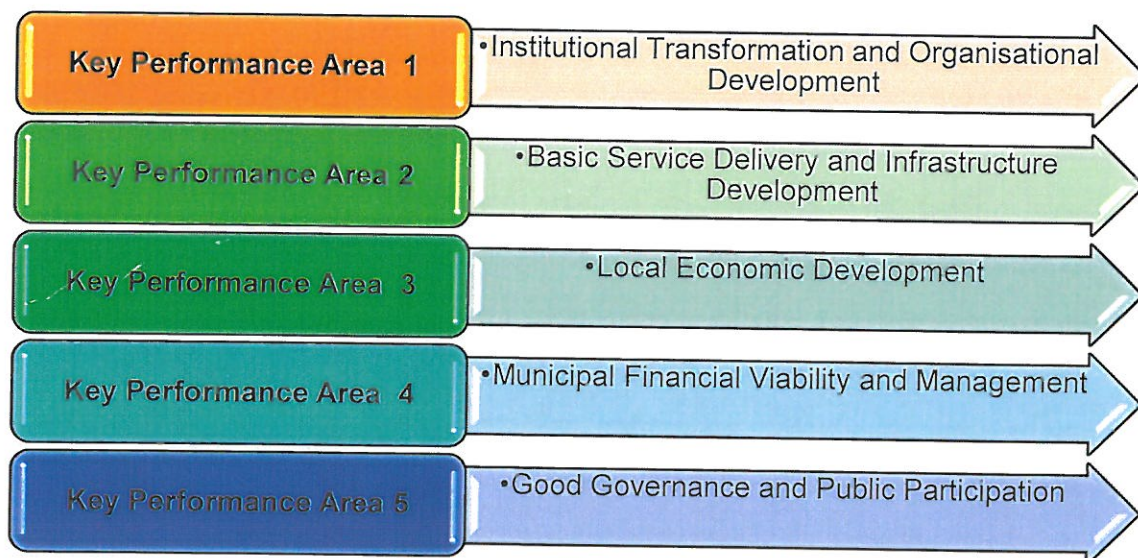 Key Performance Area 1
•Institutional Transformation and Organisational
Development
Key Performance Area 2
•Basic Service Delivery and Infrastructure
Development
Key Performance Area 3
•Local Economic Development
Key Performance Area 4
•Municipal Financial Viability and Management
Key Performance Area 5
•Good Governance and Public Participation